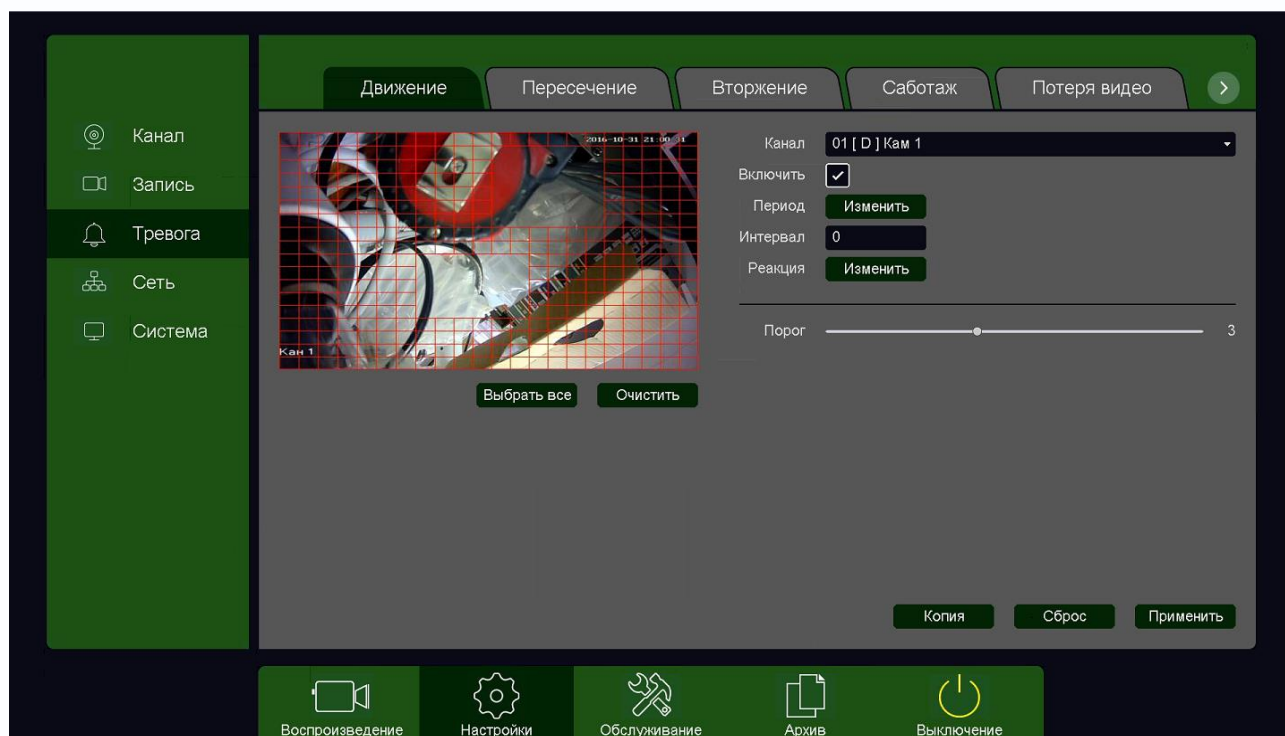 Движение
Пересечение
Вторжение
Саботаж
Потеря видео
Канал
Запись
Тревога
Сеть
Система
2016-10-31 21:00:31
Кан 1
Выбрать все
Очистить
Канал
01 [ D ] Кам 1
Включить
Период
Изменить
Интервал
0
Реакция
Изменить
Порог
3
Копия
Сброс
Применить
Воспроизведение
Настройки
Обслуживание
Архив
Выключение